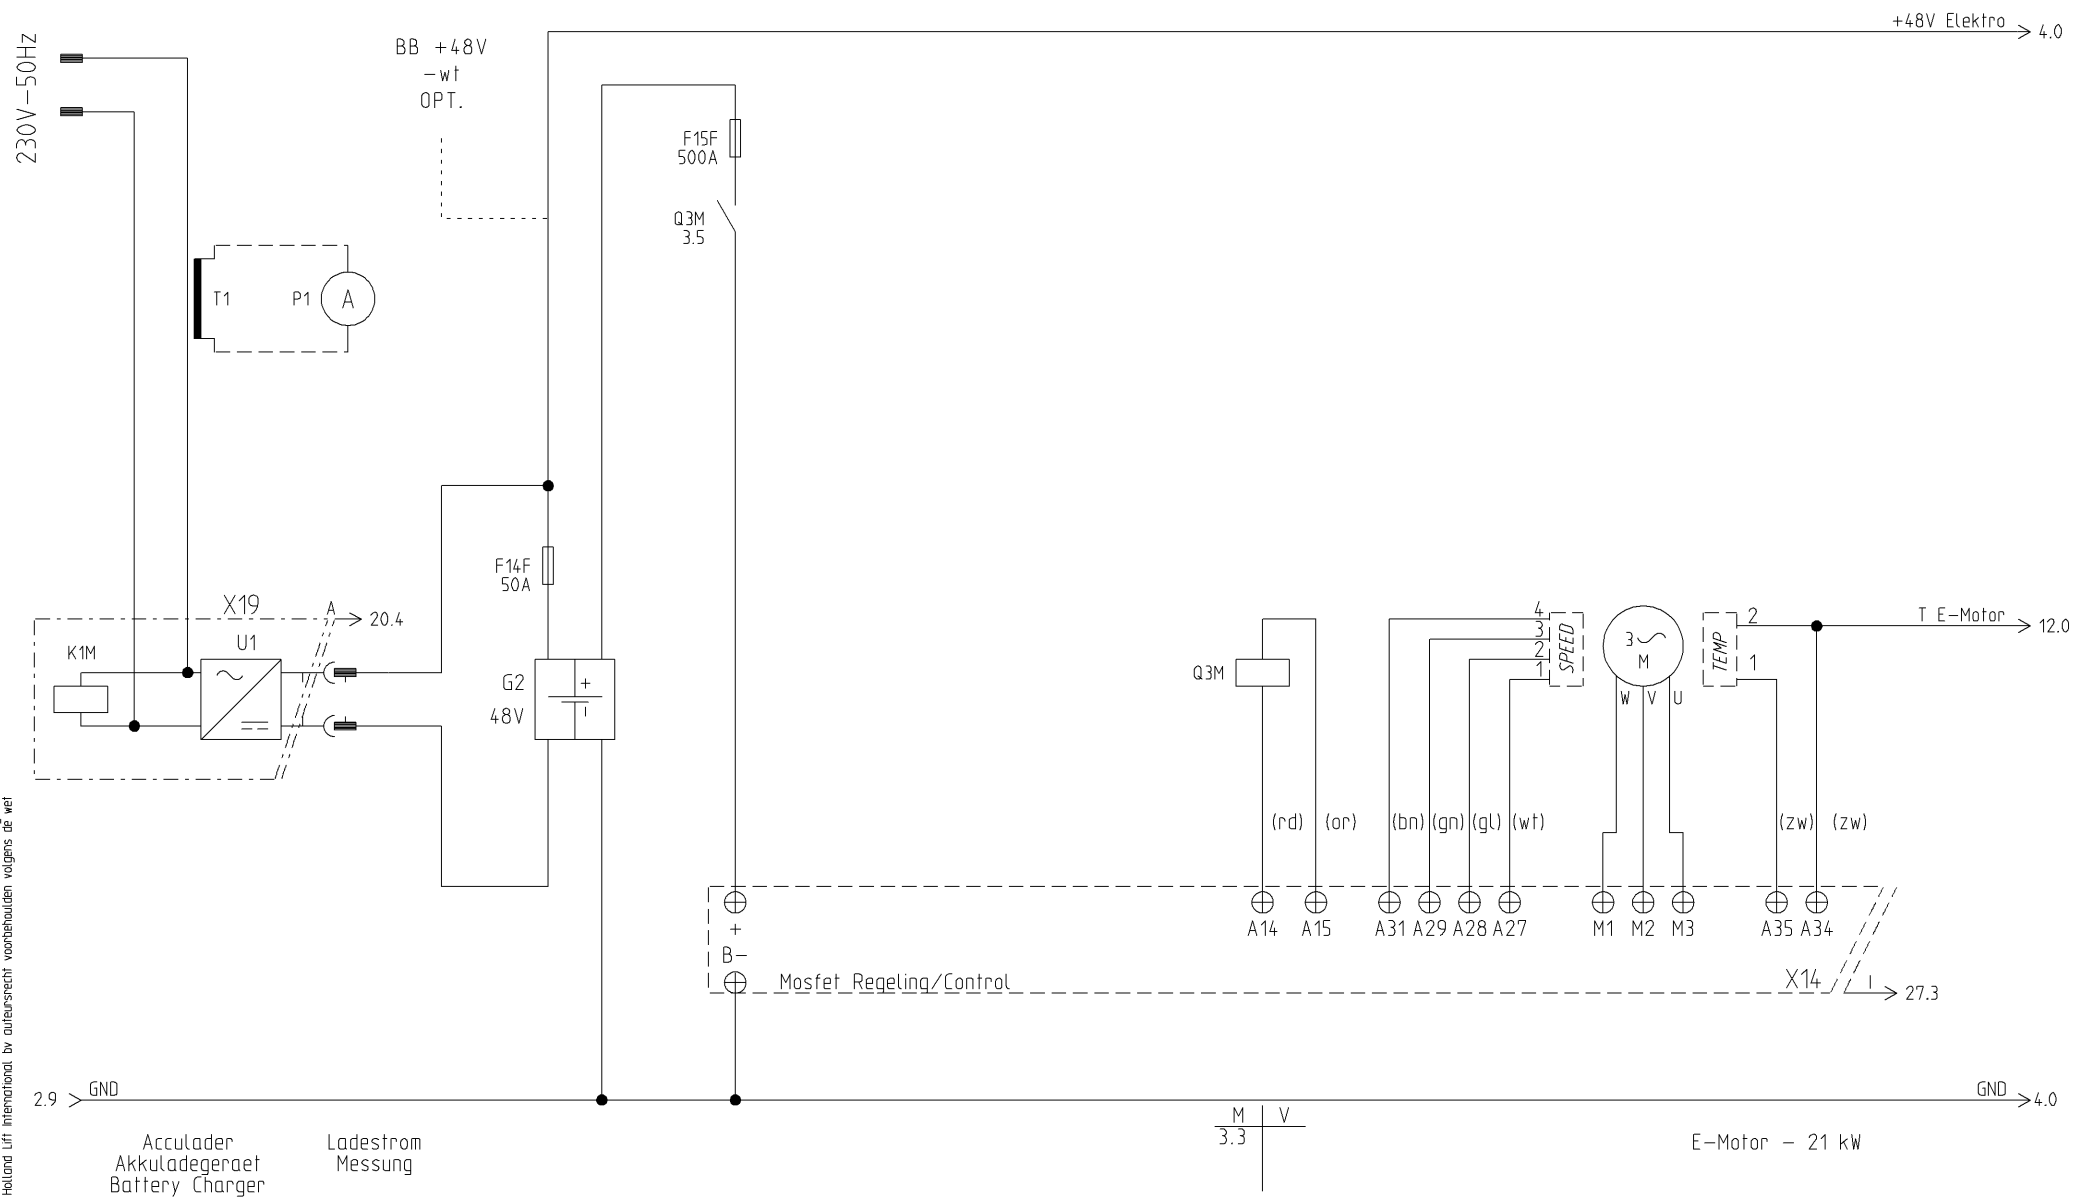 +48V Elektro
4.0
230V-50Hz
BB +48V
-wt
OPT.
F15F
500A
Q3M
3.5
T1
P1
A
F14F
50A
X19
A
20.4
K1M
U1
G2
48V
+
-
Q3M
4
3
2
1
SPEED
3
M
W
V
U
TEMP
2
1
T E-Motor
12.0
(rd)
(or)
(bn)
(gn)
(gl)
(wt)
(zw)
(zw)
+
B-
A14
A15
A31
A29
A28
A27
M1
M2
M3
A35
A34
Mosfet Regeling/Control
X14
I
27.3
2.9
GND
GND
4.0
M
V
3.3
Acculader
Akkuladegeraet
Battery Charger
Ladestrom
Messung
E-Motor - 21 kW
Holland Lift International bv auteursrecht voorbehoulden volgens de wet